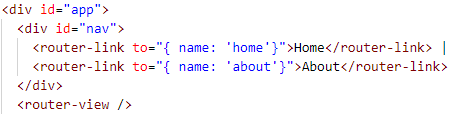 <div id="app">
<div id="nav">
<router-link to="{ name: 'home'}">Home</router-link> |
<router-link to="{ name: 'about'}">About</router-link>
</div>
<router-view />